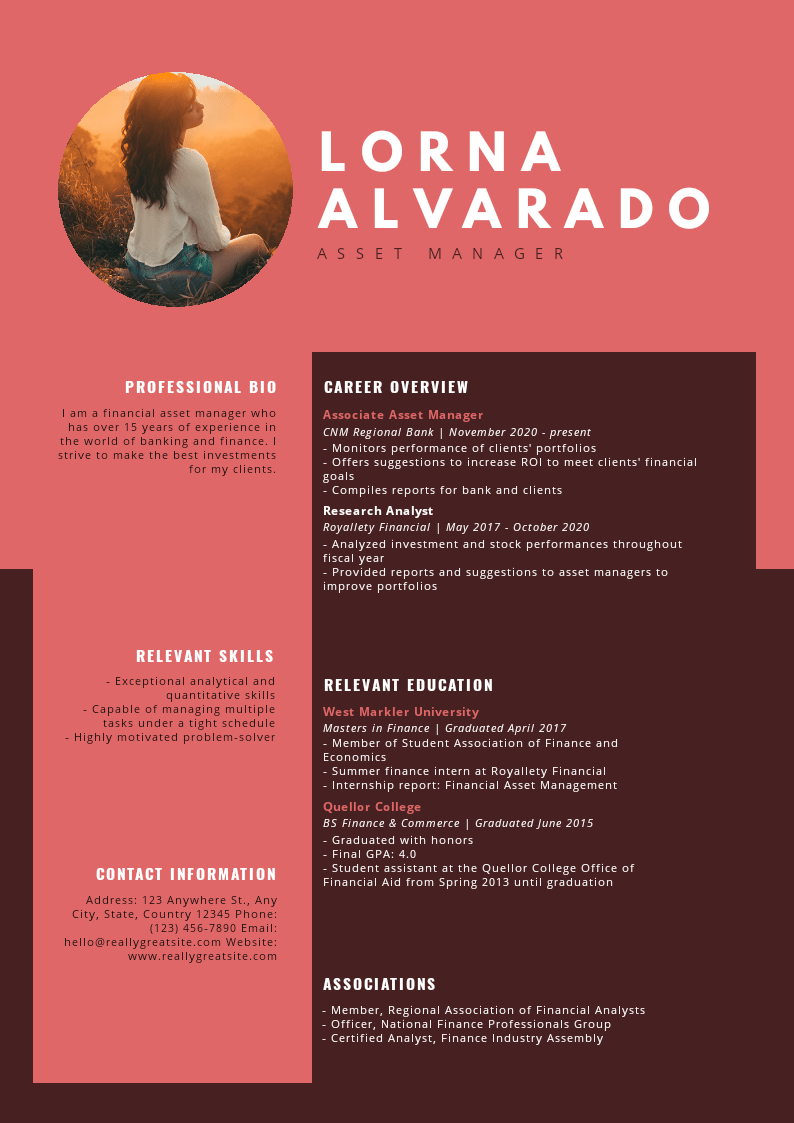 LORNA
ALVARADO
ASSET MANAGER
PROFESSIONAL BIO
I am a financial asset manager who
has over 15 years of experience in
the world of banking and finance. I
strive to make the best investments
for my clients.
RELEVANT SKILLS
- Exceptional analytical and
quantitative skills
- Capable of managing multiple
tasks under a tight schedule
- Highly motivated problem-solver
CONTACT INFORMATION
Address: 123 Anywhere St., Any
City, State, Country 12345 Phone:
(123) 456-7890 Email:
hello@reallygreatsite.com Website:
www.reallygreatsite.com
CAREER OVERVIEW
Associate Asset Manager
CNM Regional Bank | November 2020 - present
- Monitors performance of clients' portfolios
- Offers suggestions to increase ROI to meet clients' financial
goals
- Compiles reports for bank and clients
Research Analyst
Royallety Financial | May 2017 - October 2020
- Analyzed investment and stock performances throughout
fiscal year
- Provided reports and suggestions to asset managers to
improve portfolios
RELEVANT EDUCATION
West Markler University
Masters in Finance | Graduated April 2017
- Member of Student Association of Finance and
Economics
- Summer finance intern at Royallety Financial
- Internship report: Financial Asset Management
Quellor College
BS Finance & Commerce | Graduated June 2015
- Graduated with honors
- Final GPA: 4.0
- Student assistant at the Quellor College Office of
Financial Aid from Spring 2013 until graduation
ASSOCIATIONS
- Member, Regional Association of Financial Analysts
- Officer, National Finance Professionals Group
- Certified Analyst, Finance Industry Assembly